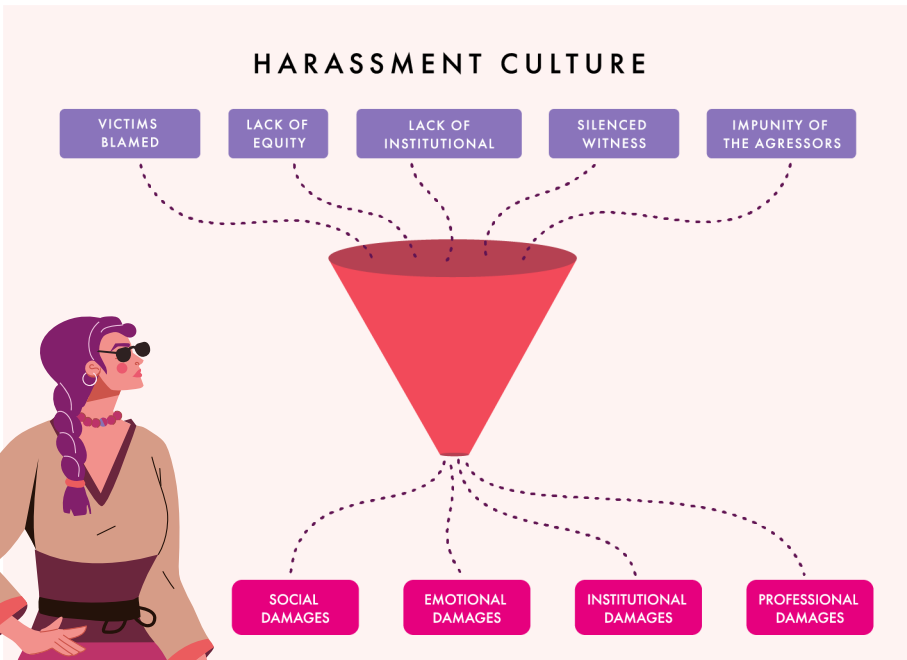 HARASSMENT CULTURE
VICTIMS
BLAMED
LACK OF
EQUITY
LACK OF
INSTITUTIONAL
SILENCED
WITNESS
IMPUNITY OF
THE AGRESSORS
SOCIAL
DAMAGES
EMOTIONAL
DAMAGES
INSTITUTIONAL
DAMAGES
PROFESSIONAL
DAMAGES